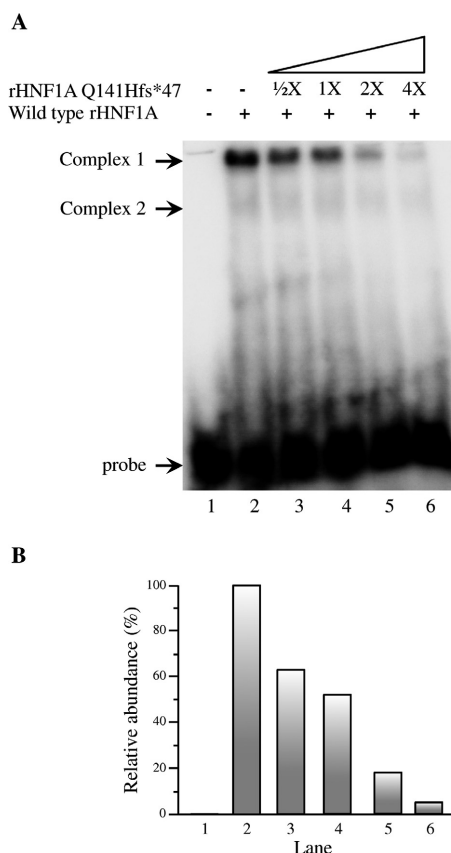 A
rHNF1A Q141Hfs*47 - - ½X 1X 2X 4X
Wild type rHNF1A - + + + + +
Complex 1
Complex 2
probe
1 2 3 4 5 6
B
Relative abundance (%)
100
80
60
40
20
0
1 2 3 4 5 6
Lane